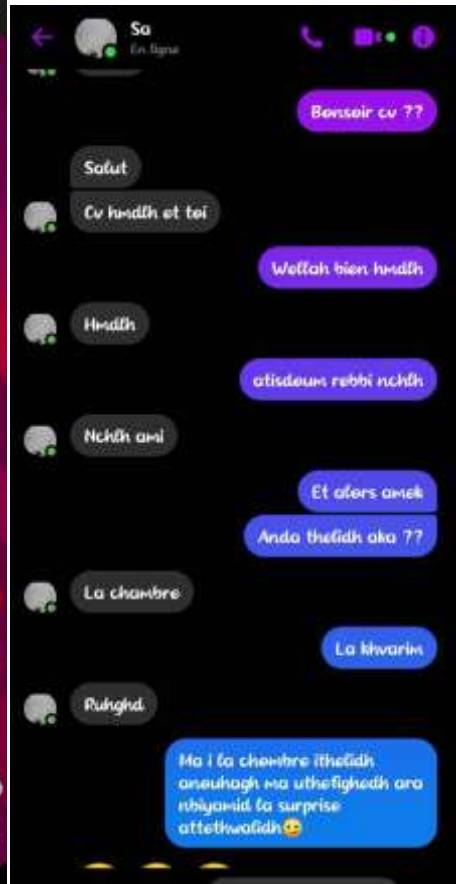 Sa
En ligne
Bonsoir cv ??
Salut
Cv hmdlh et toi
Wellah bien hmdlh
Hmdlh
atisdoum rebbi nchlh
Nchlh ami
Et alors amek
Anda thelidh aka ??
La chambre
La khwarim
Ruhghd
Ma i la chambre ithelidh
aneuhagh ma uthefighedh ara
nbiyamid la surprise
attethwalidh😉